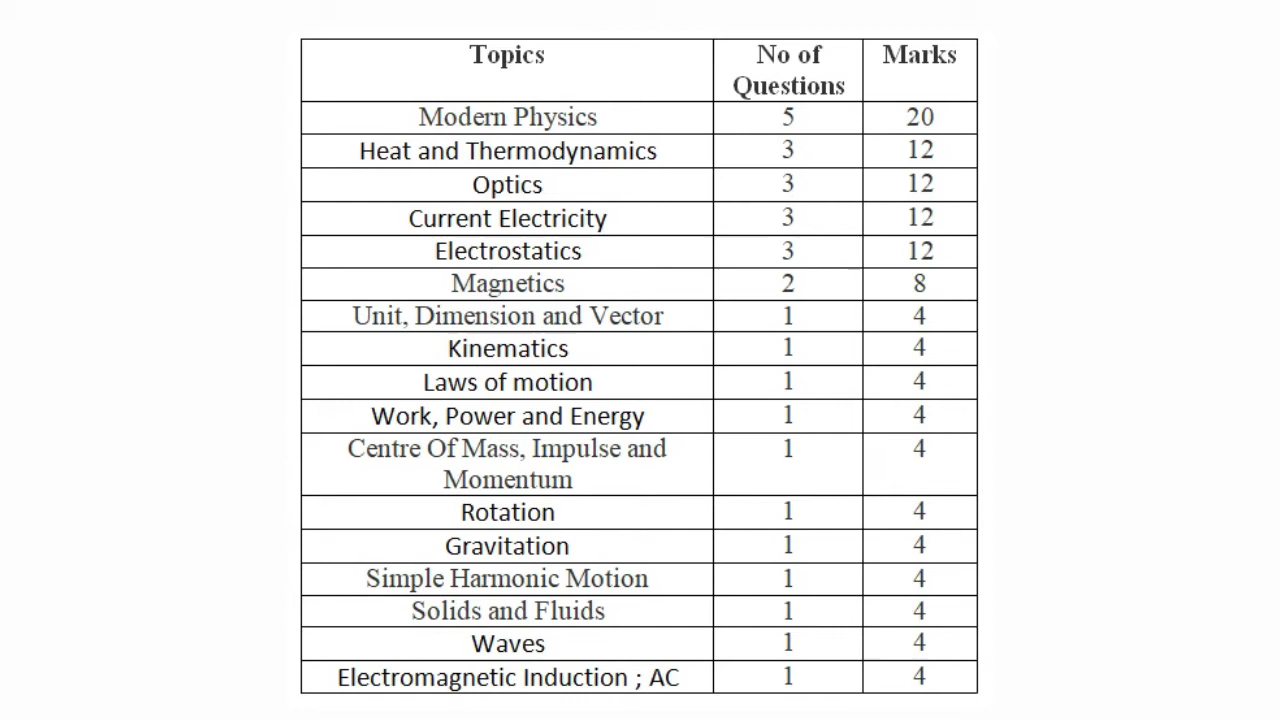 Topics No of Marks
Questions
Modern Physics 5 20
Heat and Thermodynamics 3 12
Optics 3 12
Current Electricity 3 12
Electrostatics 3 12
Magnetics 2 8
Unit, Dimension and Vector 1 4
Kinematics 1 4
Laws of motion 1 4
Work, Power and Energy 1 4
Centre Of Mass, Impulse and 1 4
Momentum
Rotation 1 4
Gravitation 1 4
Simple Harmonic Motion 1 4
Solids and Fluids 1 4
Waves 1 4
Electromagnetic Induction ; AC 1 4